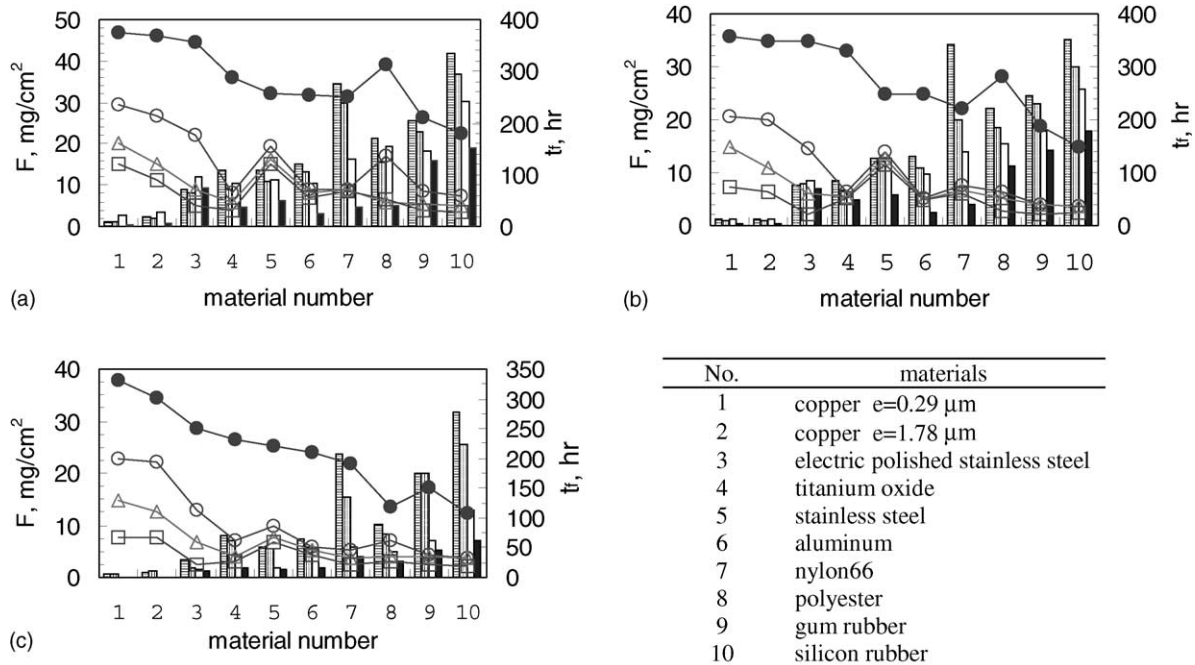 50 400
40 300
30 200
20 100
10 0
0
F, mg/cm²
tf, hr
1 2 3 4 5 6 7 8 9 10
material number
(a)
40 400
30 300
20 200
10 100
0 0
F, mg/cm²
tf, hr
1 2 3 4 5 6 7 8 9 10
material number
(b)
40 350
30 300
20 250
10 200
0 150
100
50
0
F, mg/cm²
tf, hr
1 2 3 4 5 6 7 8 9 10
material number
(c)
No. materials
1 copper e=0.29 μm
2 copper e=1.78 μm
3 electric polished stainless steel
4 titanium oxide
5 stainless steel
6 aluminum
7 nylon66
8 polyester
9 gum rubber
10 silicon rubber